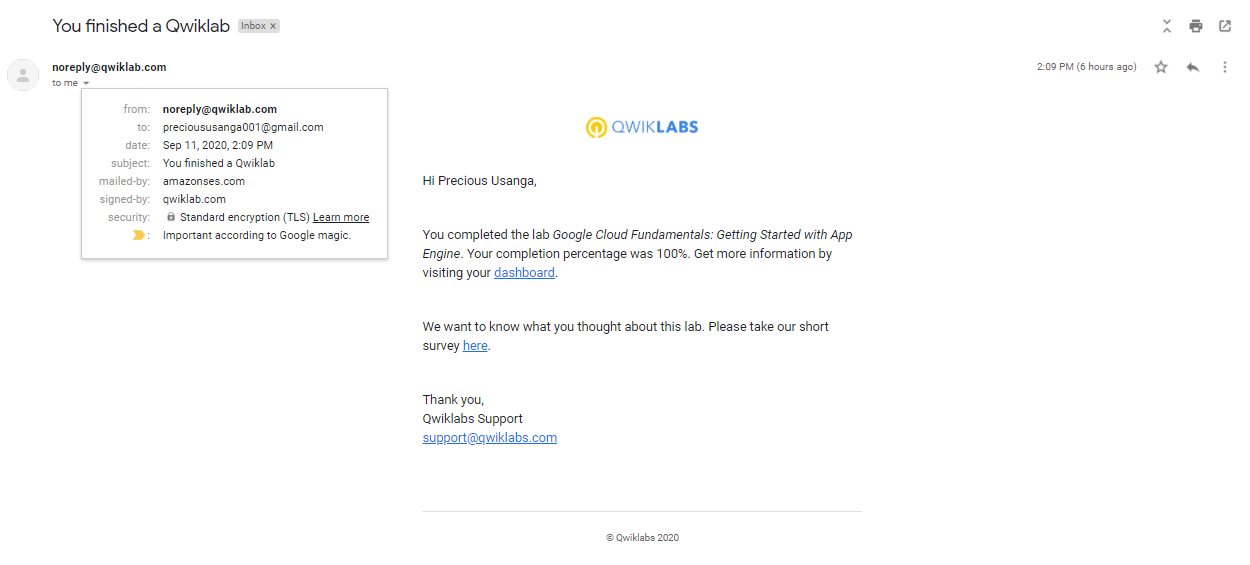 You finished a Qwiklab Inbox x
noreply@qwiklab.com 2:09 PM (6 hours ago)
to me
from: noreply@qwiklab.com
to: precioususanga001@gmail.com
date: Sep 11, 2020, 2:09 PM
subject: You finished a Qwiklab
mailed-by: amazonses.com
signed-by: qwiklab.com
security: Standard encryption (TLS) Learn more
: Important according to Google magic.
QWIKLABS
Hi Precious Usanga,
You completed the lab Google Cloud Fundamentals: Getting Started with App
Engine. Your completion percentage was 100%. Get more information by
visiting your dashboard.
We want to know what you thought about this lab. Please take our short
survey here.
Thank you,
Qwiklabs Support
support@qwiklabs.com
© Qwiklabs 2020